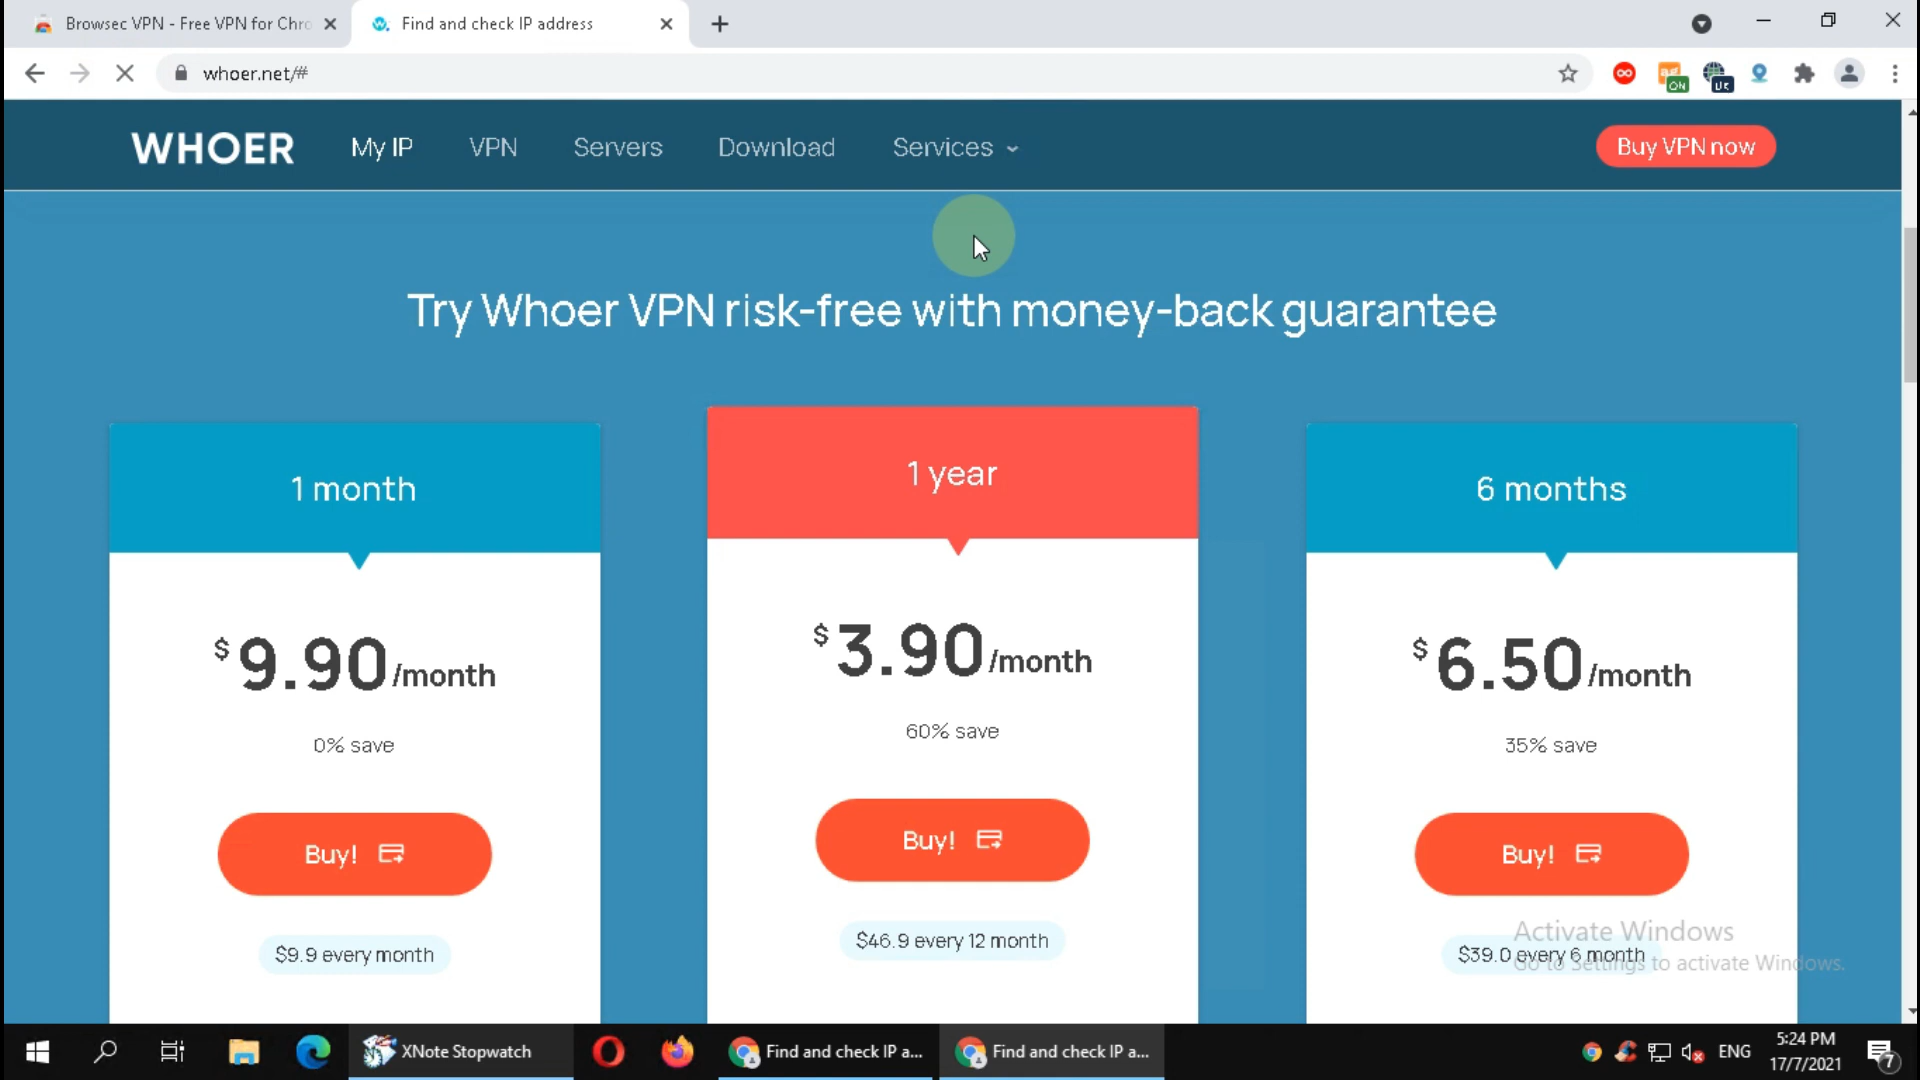 Browsec VPN - Free VPN for Chro
Find and check IP address
whoer.net/#
ON
WHOER
My IP
VPN
Servers
Download
Services
Buy VPN now
Try Whoer VPN risk-free with money-back guarantee
1 month
$9.90/month
0% save
Buy!
$9.9 every month
1 year
$3.90/month
60% save
Buy!
$46.9 every 12 month
6 months
$6.50/month
35% save
Buy!
$39.0 every 6 month
Activate Windows
Go to Settings to activate Windows.
XNote Stopwatch
Find and check IP a...
Find and check IP a...
ENG
5:24 PM
17/7/2021
7